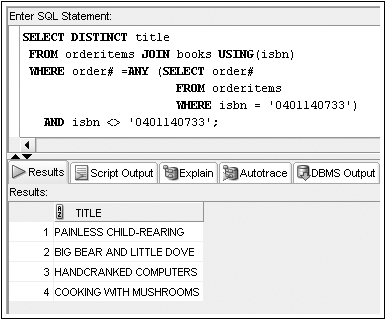 Enter SQL Statement:
SELECT DISTINCT title
FROM orderitems JOIN books USING(isbn)
WHERE order# =ANY (SELECT order#
FROM orderitems
WHERE isbn = '0401140733')
AND isbn <> '0401140733';
Results Script Output Explain Autotrace DBMS Output
Results:
TITLE
1 PAINLESS CHILD-REARING
2 BIG BEAR AND LITTLE DOVE
3 HANDCRANKED COMPUTERS
4 COOKING WITH MUSHROOMS